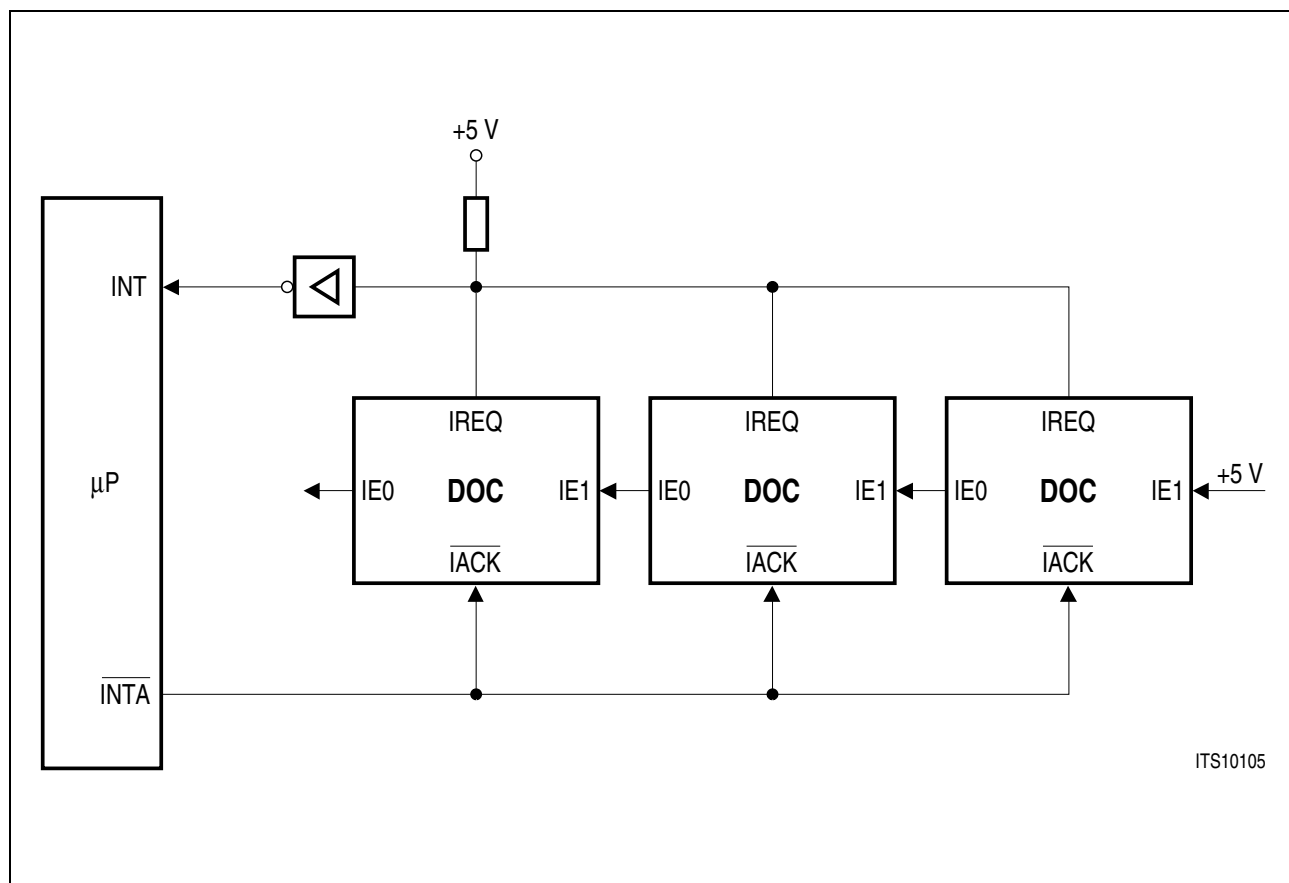 +5 V
INT
IREQ
IREQ
IREQ
+5 V
µP
IE0 DOC IE1
IE0 DOC IE1
IE0 DOC IE1
IACK
IACK
IACK
INTA
ITS10105